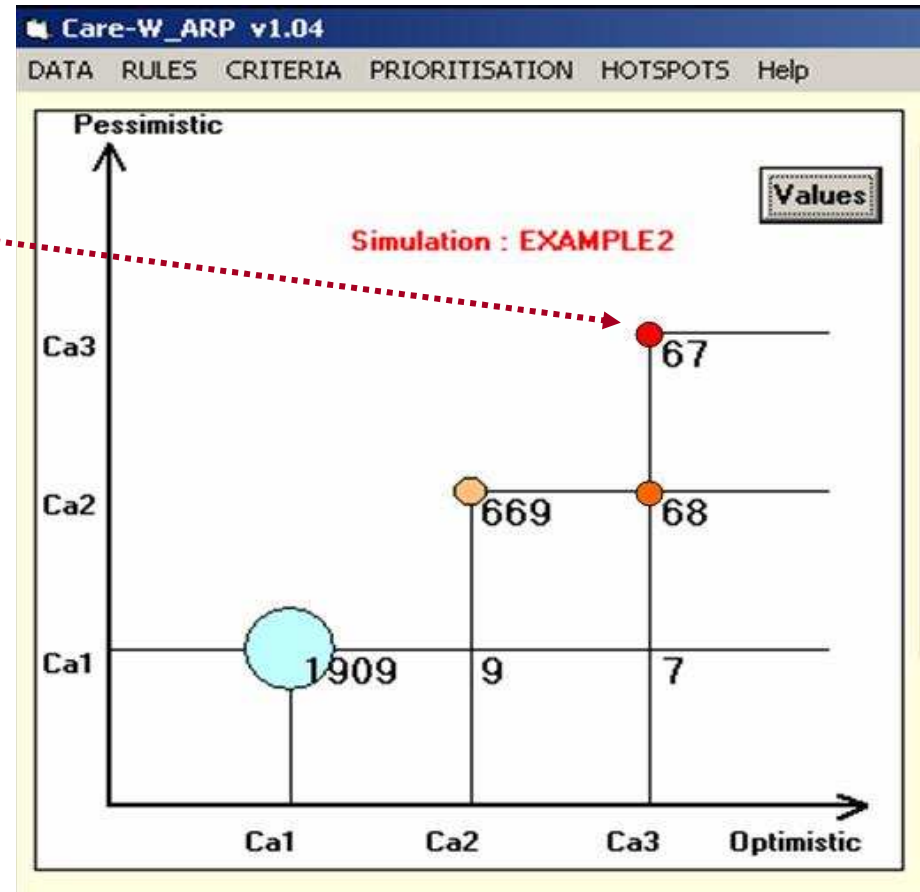 Care-W_ARP v1.04
DATA RULES CRITERIA PRIORITISATION HOTSPOTS Help
Pessimistic
Values
Simulation : EXAMPLE2
Ca3
67
Ca2
669 68
Ca1
1909 9 7
Ca1 Ca2 Ca3 Optimistic